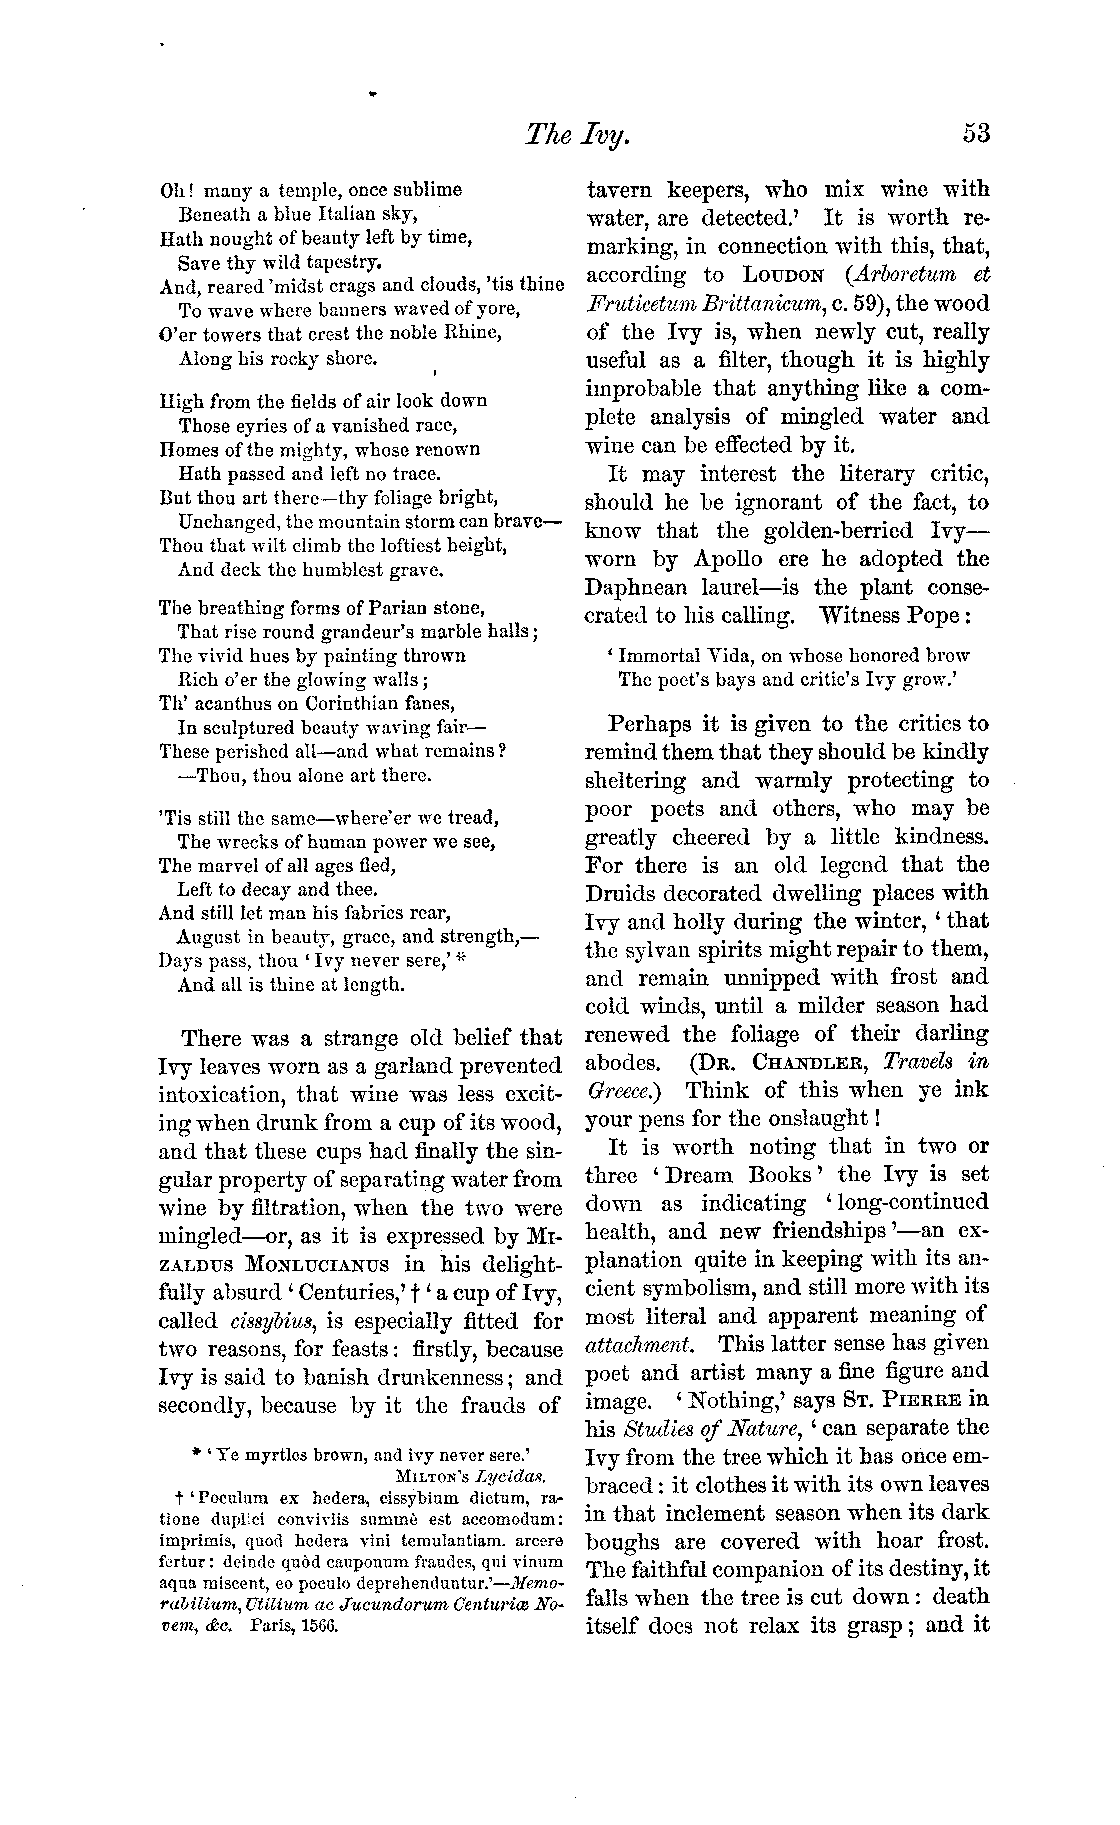 The Ivy. 53
Oh! many a temple, once sublime
Beneath a blue Italian sky,
Hath nought of beauty left by time,
Save thy wild tapestry.
And, reared 'midst crags and clouds, 'tis thine
To wave where banners waved of yore,
O'er towers that crest the noble Rhine,
Along his rocky shore.
High from the fields of air look down
Those eyries of a vanished race,
Homes of the mighty, whose renown
Hath passed and left no trace.
But thou art there—thy foliage bright,
Unchanged, the mountain storm can brave—
Thou that wilt climb the loftiest height,
And deck the humblest grave.
The breathing forms of Parian stone,
That rise round grandeur's marble halls;
The vivid hues by painting thrown
Rich o'er the glowing walls;
Th' acanthus on Corinthian fanes,
In sculptured beauty waving fair—
These perished all—and what remains?
—Thou, thou alone art there.
'Tis still the same—where'er we tread,
The wrecks of human power we see,
The marvel of all ages fled,
Left to decay and thee.
And still let man his fabrics rear,
August in beauty, grace, and strength,—
Days pass, thou ‘Ivy never sere,’ *
And all is thine at length.
There was a strange old belief that
Ivy leaves worn as a garland prevented
intoxication, that wine was less excit-
ing when drunk from a cup of its wood,
and that these cups had finally the sin-
gular property of separating water from
wine by filtration, when the two were
mingled—or, as it is expressed by MI-
ZALDUS MONLUCIANUS in his delight-
fully absurd ‘Centuries,’ † ‘a cup of Ivy,
called cissybius, is especially fitted for
two reasons, for feasts: firstly, because
Ivy is said to banish drunkenness; and
secondly, because by it the frauds of
* ‘Ye myrtles brown, and ivy never sere.’
MILTON'S Lycidas.
† ‘Poculum ex hedera, cissybium dictum, ra-
tione duplici conviviis summè est accomodum:
imprimis, quod hedera vini temulantiam. arcere
fertur: deinde quòd cauponum fraudes, qui vinum
aqua miscent, eo poculo deprehenduntur.’—Memo-
rabilium, Utilium ac Jucundorum Centuriæ No-
vem, &c. Paris, 1566.
tavern keepers, who mix wine with
water, are detected.’ It is worth re-
marking, in connection with this, that,
according to LOUDON (Arboretum et
Fruticetum Brittanicum, c. 59), the wood
of the Ivy is, when newly cut, really
useful as a filter, though it is highly
improbable that anything like a com-
plete analysis of mingled water and
wine can be effected by it.
It may interest the literary critic,
should he be ignorant of the fact, to
know that the golden-berried Ivy—
worn by Apollo ere he adopted the
Daphnean laurel—is the plant conse-
crated to his calling. Witness Pope:
‘Immortal Vida, on whose honored brow
The poet's bays and critic's Ivy grow.’
Perhaps it is given to the critics to
remind them that they should be kindly
sheltering and warmly protecting to
poor poets and others, who may be
greatly cheered by a little kindness.
For there is an old legend that the
Druids decorated dwelling places with
Ivy and holly during the winter, ‘that
the sylvan spirits might repair to them,
and remain unnipped with frost and
cold winds, until a milder season had
renewed the foliage of their darling
abodes. (DR. CHANDLER, Travels in
Greece.) Think of this when ye ink
your pens for the onslaught!
It is worth noting that in two or
three ‘Dream Books’ the Ivy is set
down as indicating ‘long-continued
health, and new friendships’—an ex-
planation quite in keeping with its an-
cient symbolism, and still more with its
most literal and apparent meaning of
attachment. This latter sense has given
poet and artist many a fine figure and
image. ‘Nothing,’ says ST. PIERRE in
his Studies of Nature, ‘can separate the
Ivy from the tree which it has once em-
braced: it clothes it with its own leaves
in that inclement season when its dark
boughs are covered with hoar frost.
The faithful companion of its destiny, it
falls when the tree is cut down: death
itself does not relax its grasp; and it